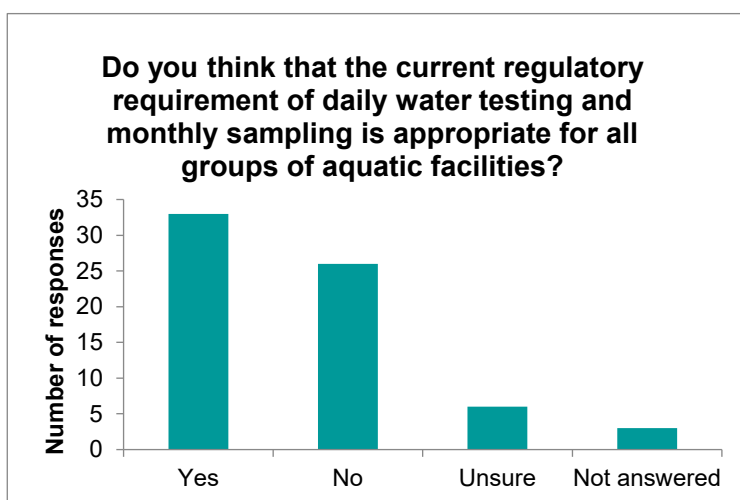 Do you think that the current regulatory
requirement of daily water testing and
monthly sampling is appropriate for all
groups of aquatic facilities?
Number of responses
35
30
25
20
15
10
5
0
Yes No Unsure Not answered